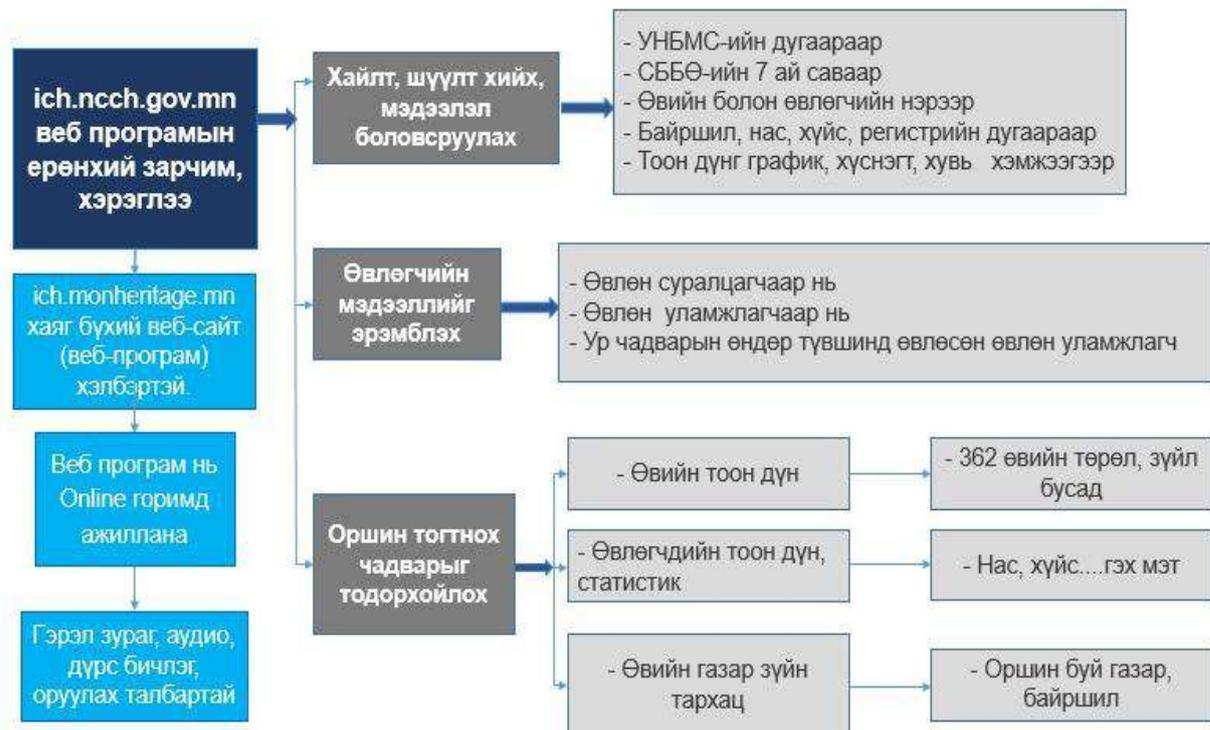 ich.ncch.gov.mn
веб програмын
ерөнхий зарчим,
хэрэглээ
ich.monheritage.mn
хаяг бүхий веб-сайт
(веб-програм)
хэлбэртэй.
Веб програм нь
Online горимд
ажиллана
Гэрэл зураг, аудио,
дүрс бичлэг,
оруулах талбартай
Хайлт, шүүлт хийх,
мэдээлэл
боловсруулах
- УНБМС-ийн дугаараар
- СББӨ-ийн 7 ай саваар
- Өвийн болон өвлөгчийн нэрээр
- Байршил, нас, хүйс, регистрийн дугаараар
- Тоон дүнг график, хүснэгт, хувь хэмжээгээр
Өвлөгчийн
мэдээллийг
эрэмблэх
- Өвлөн суралцагчаар нь
- Өвлөн уламжлагчаар нь
- Ур чадварын өндөр түвшинд өвлөсөн өвлөн уламжлагч
Оршин тогтнох
чадварыг
тодорхойлох
- Өвийн тоон дүн
- 362 өвийн төрөл, зүйл
бусад
- Өвлөгчдийн тоон дүн,
статистик
- Нас, хүйс....гэх мэт
- Өвийн газар зүйн
тархац
- Оршин буй газар,
байршил